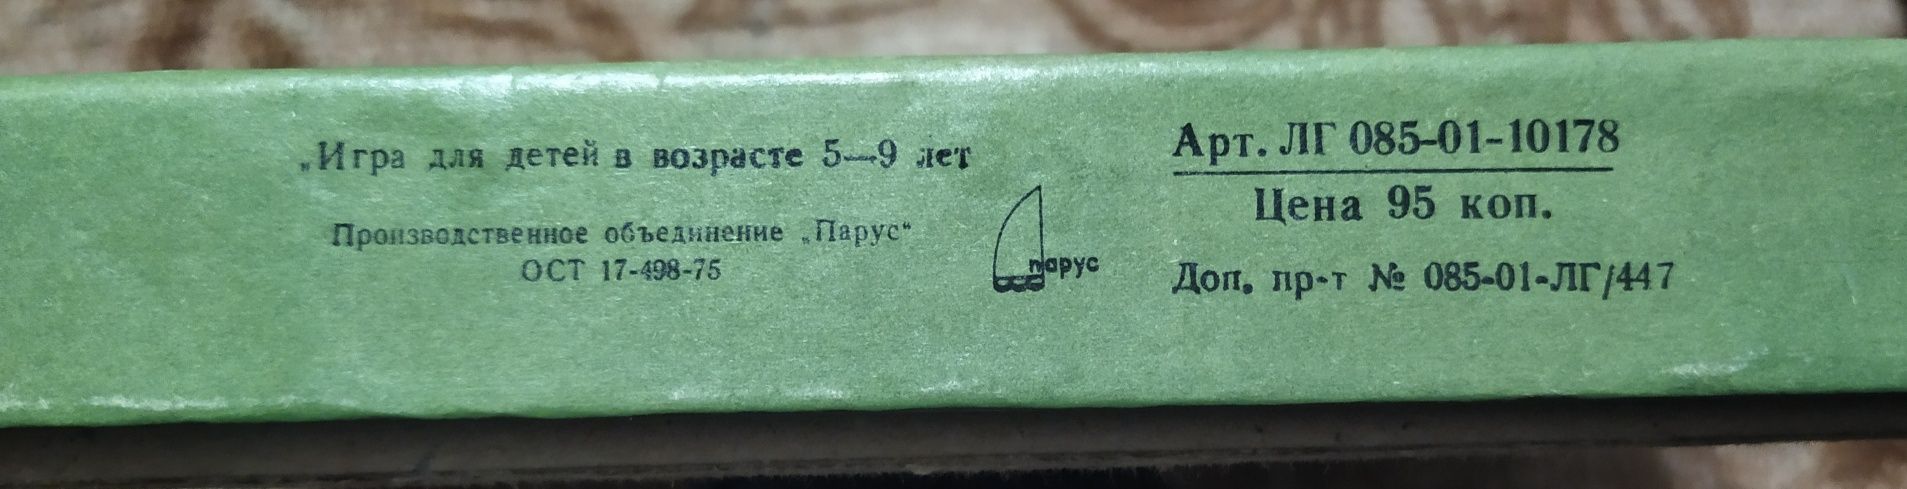 „Игра для детей в возрасте 5—9 лет
Производственное объединение „Парус“
ОСТ 17-498-75
парус
Арт. ЛГ 085-01-10178
Цена 95 коп.
Доп. пр-т № 085-01-ЛГ/447